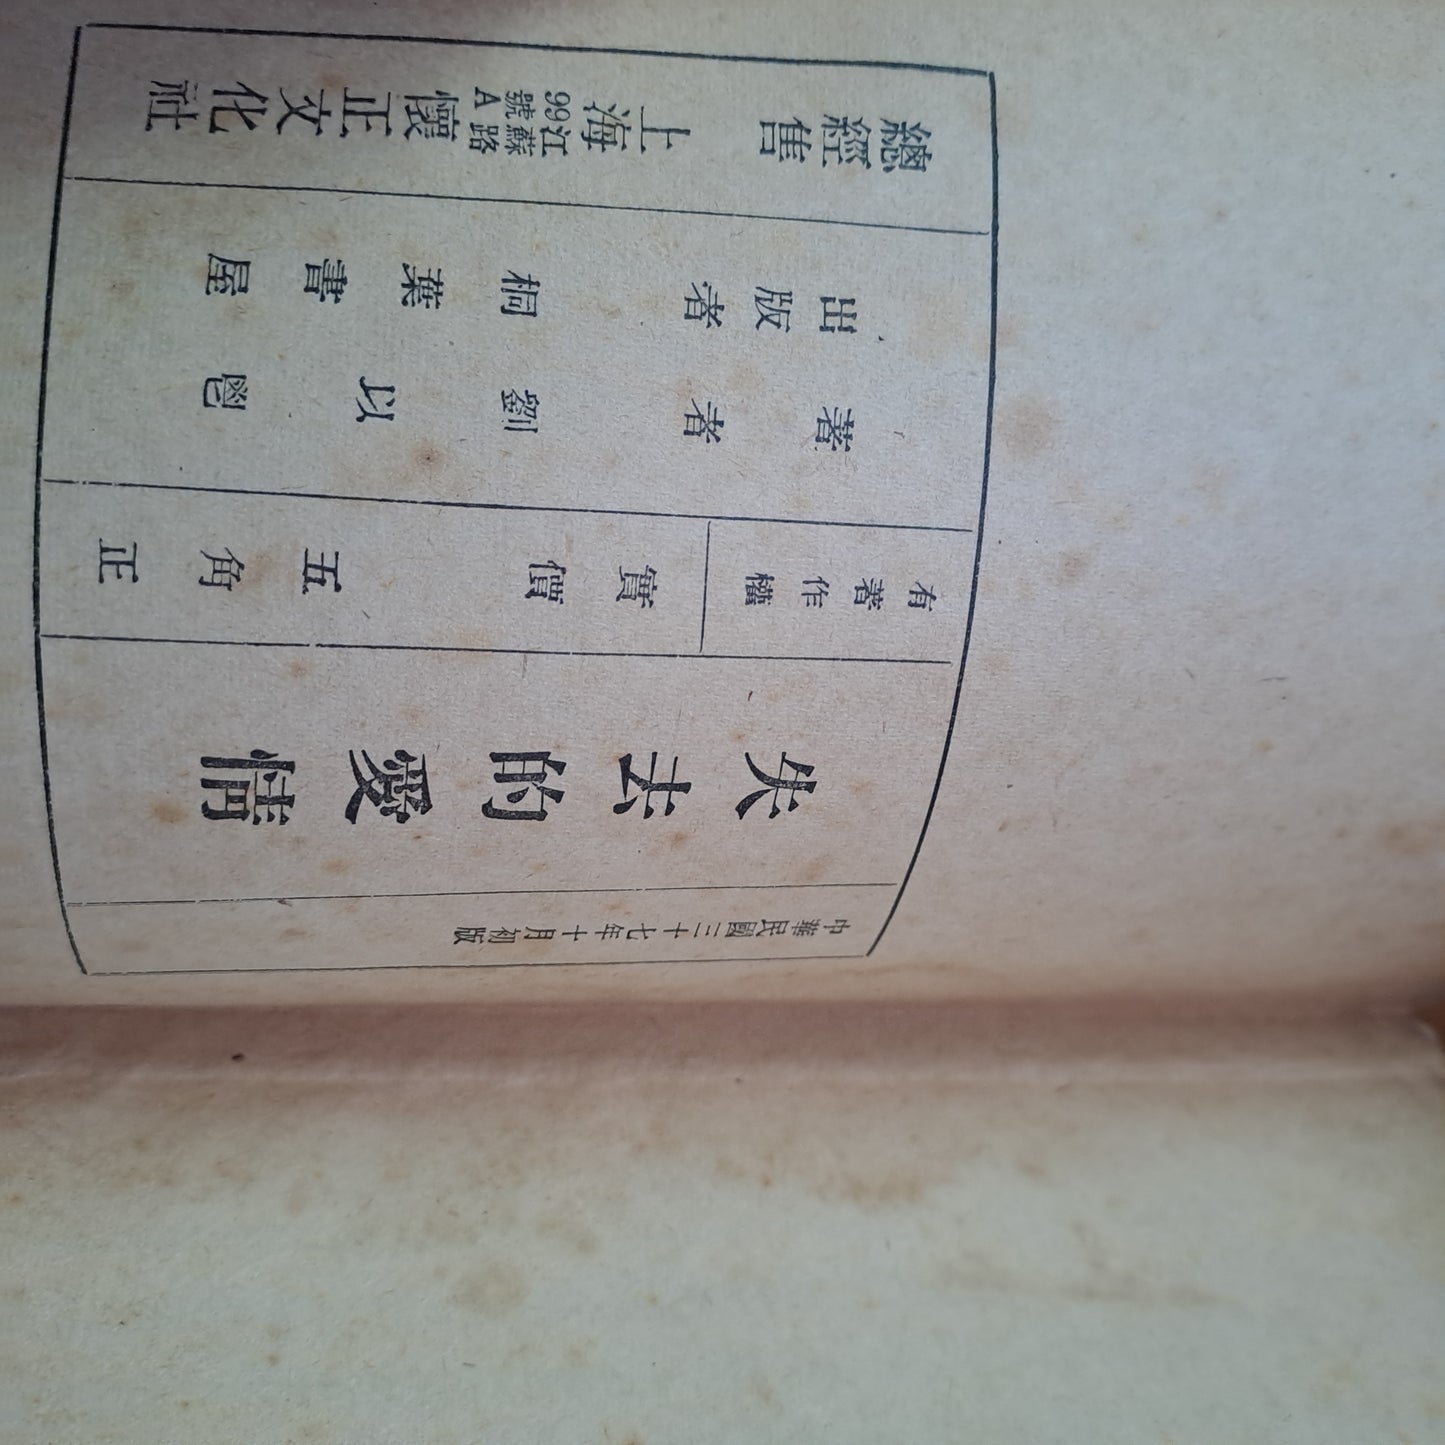 中華民國三十七年十月初版
失去的愛情
有著作權
實價 五角正
著者 劉以鬯
出版者 桐葉書屋
總經售 上海江蘇路99號A懷正文化社